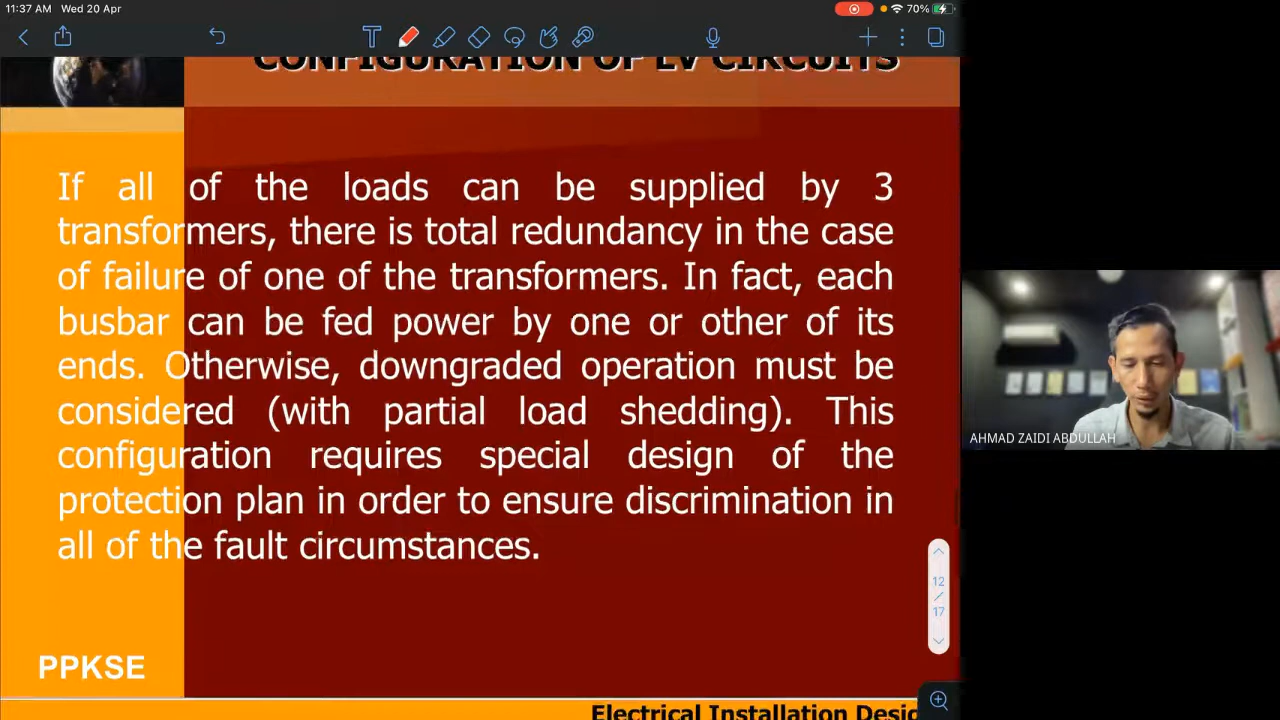 11:37 AM Wed 20 Apr
70%
CONFIGURATION OF LV CIRCUITS
If all of the loads can be supplied by 3
transformers, there is total redundancy in the case
of failure of one of the transformers. In fact, each
busbar can be fed power by one or other of its
ends. Otherwise, downgraded operation must be
considered (with partial load shedding). This
configuration requires special design of the
protection plan in order to ensure discrimination in
all of the fault circumstances.
AHMAD ZAIDI ABDULLAH
12
/
17
PPKSE
Electrical Installation Desig